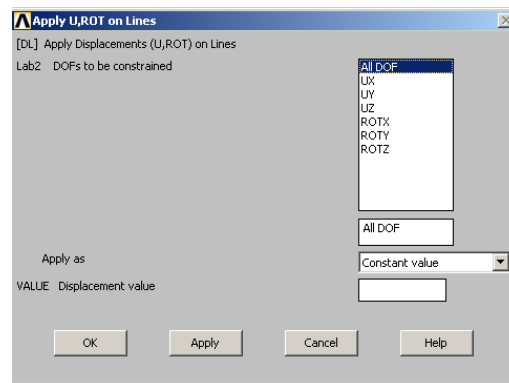 Apply U,ROT on Lines
[DL] Apply Displacements (U,ROT) on Lines
Lab2 DOFs to be constrained
All DOF
UX
UY
UZ
ROTX
ROTY
ROTZ
All DOF
Apply as
Constant value
VALUE Displacement value
OK
Apply
Cancel
Help